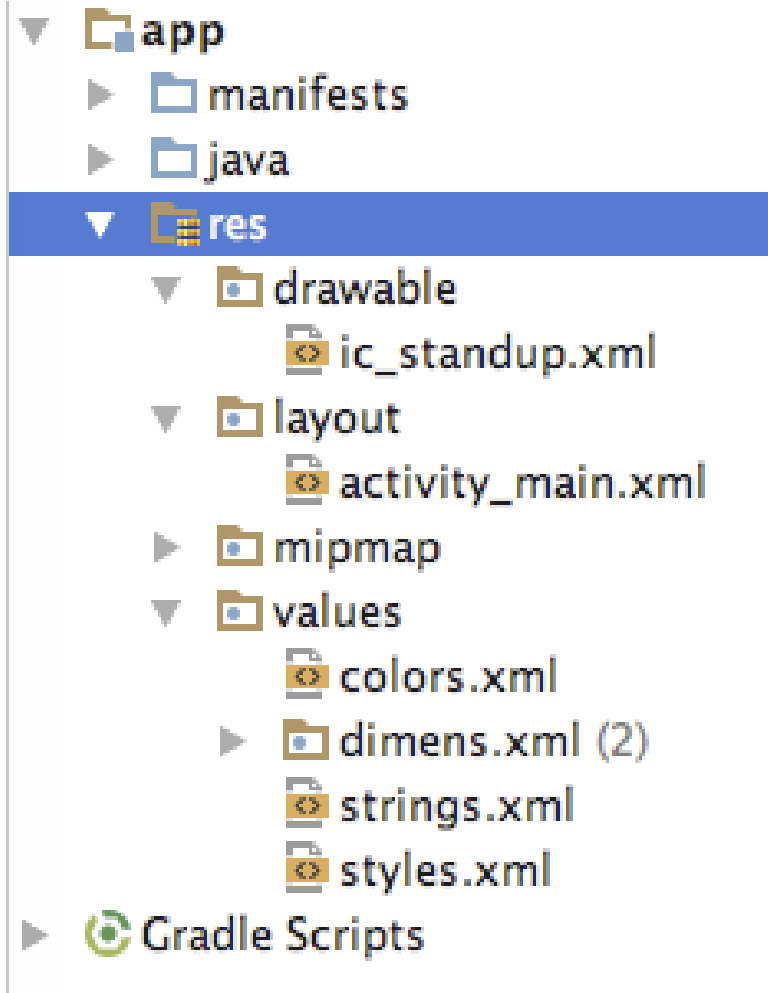 app
manifests
java
res
drawable
ic_standup.xml
layout
activity_main.xml
mipmap
values
colors.xml
dimens.xml (2)
strings.xml
styles.xml
Gradle Scripts